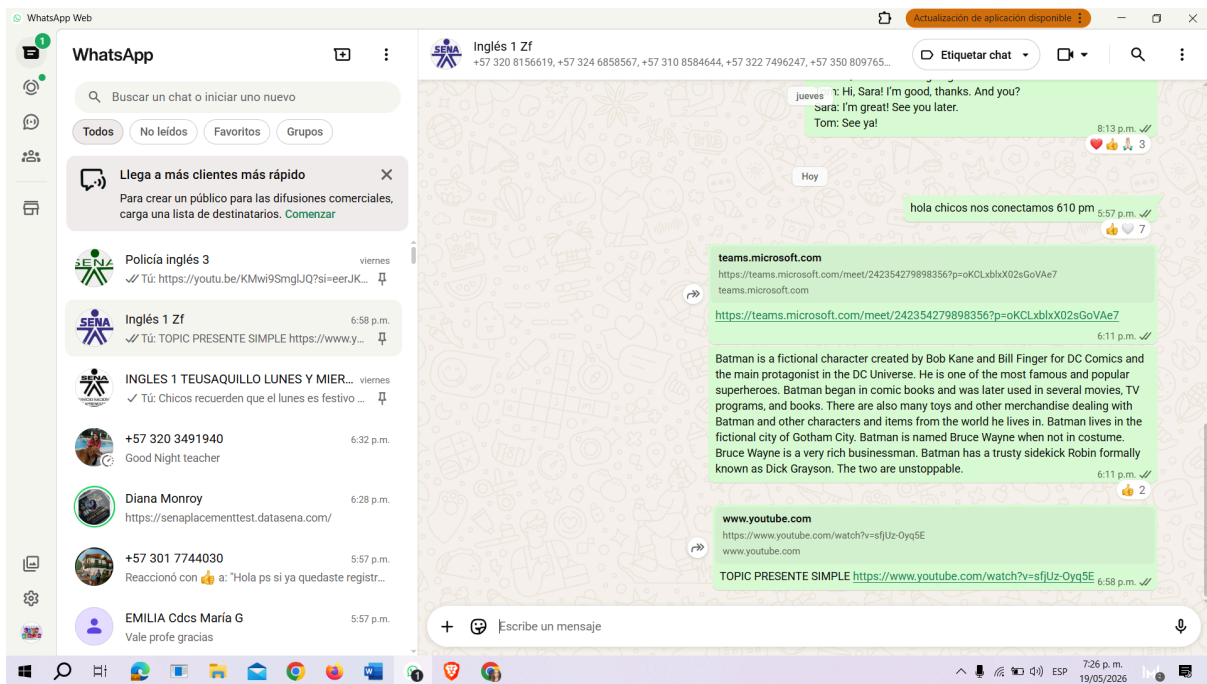 WhatsApp Web
Actualización de aplicación disponible
1
WhatsApp
Buscar un chat o iniciar uno nuevo
Todos
No leídos
Favoritos
Grupos
Llega a más clientes más rápido
Para crear un público para las difusiones comerciales,
carga una lista de destinatarios. Comenzar
SENA
Policía inglés 3
viernes
Tú: https://youtu.be/KMwi9SmglJQ?si=eerJK...
SENA
Inglés 1 Zf
6:58 p.m.
Tú: TOPIC PRESENTE SIMPLE https://www.y...
SENA
INGLES 1 TEUSAQUILLO LUNES Y MIER...
viernes
Tú: Chicos recuerden que el lunes es festivo ...
+57 320 3491940
6:32 p.m.
Good Night teacher
Diana Monroy
6:28 p.m.
https://senaplacementtest.datasena.com/
+57 301 7744030
5:57 p.m.
Reaccionó con 👍 a: "Hola ps si ya quedaste registr...
EMILIA Cdcs María G
5:57 p.m.
Vale profe gracias
SENA
Inglés 1 Zf
+57 320 8156619, +57 324 6858567, +57 310 8584644, +57 322 7496247, +57 350 809765...
Etiquetar chat
jueves
: Hi, Sara! I'm good, thanks. And you?
Sara: I'm great! See you later.
Tom: See ya!
8:13 p.m.
3
Hoy
hola chicos nos conectamos 610 pm
5:57 p.m.
7
teams.microsoft.com
https://teams.microsoft.com/meet/242354279898356?p=oKCLxblxX02sGoVAe7
teams.microsoft.com
https://teams.microsoft.com/meet/242354279898356?p=oKCLxblxX02sGoVAe7
6:11 p.m.
Batman is a fictional character created by Bob Kane and Bill Finger for DC Comics and
the main protagonist in the DC Universe. He is one of the most famous and popular
superheroes. Batman began in comic books and was later used in several movies, TV
programs, and books. There are also many toys and other merchandise dealing with
Batman and other characters and items from the world he lives in. Batman lives in the
fictional city of Gotham City. Batman is named Bruce Wayne when not in costume.
Bruce Wayne is a very rich businessman. Batman has a trusty sidekick Robin formally
known as Dick Grayson. The two are unstoppable.
6:11 p.m.
2
www.youtube.com
https://www.youtube.com/watch?v=sfjUz-Oyq5E
www.youtube.com
TOPIC PRESENTE SIMPLE https://www.youtube.com/watch?v=sfjUz-Oyq5E
6:58 p.m.
Escribe un mensaje
1
ESP
7:26 p. m.
19/05/2026